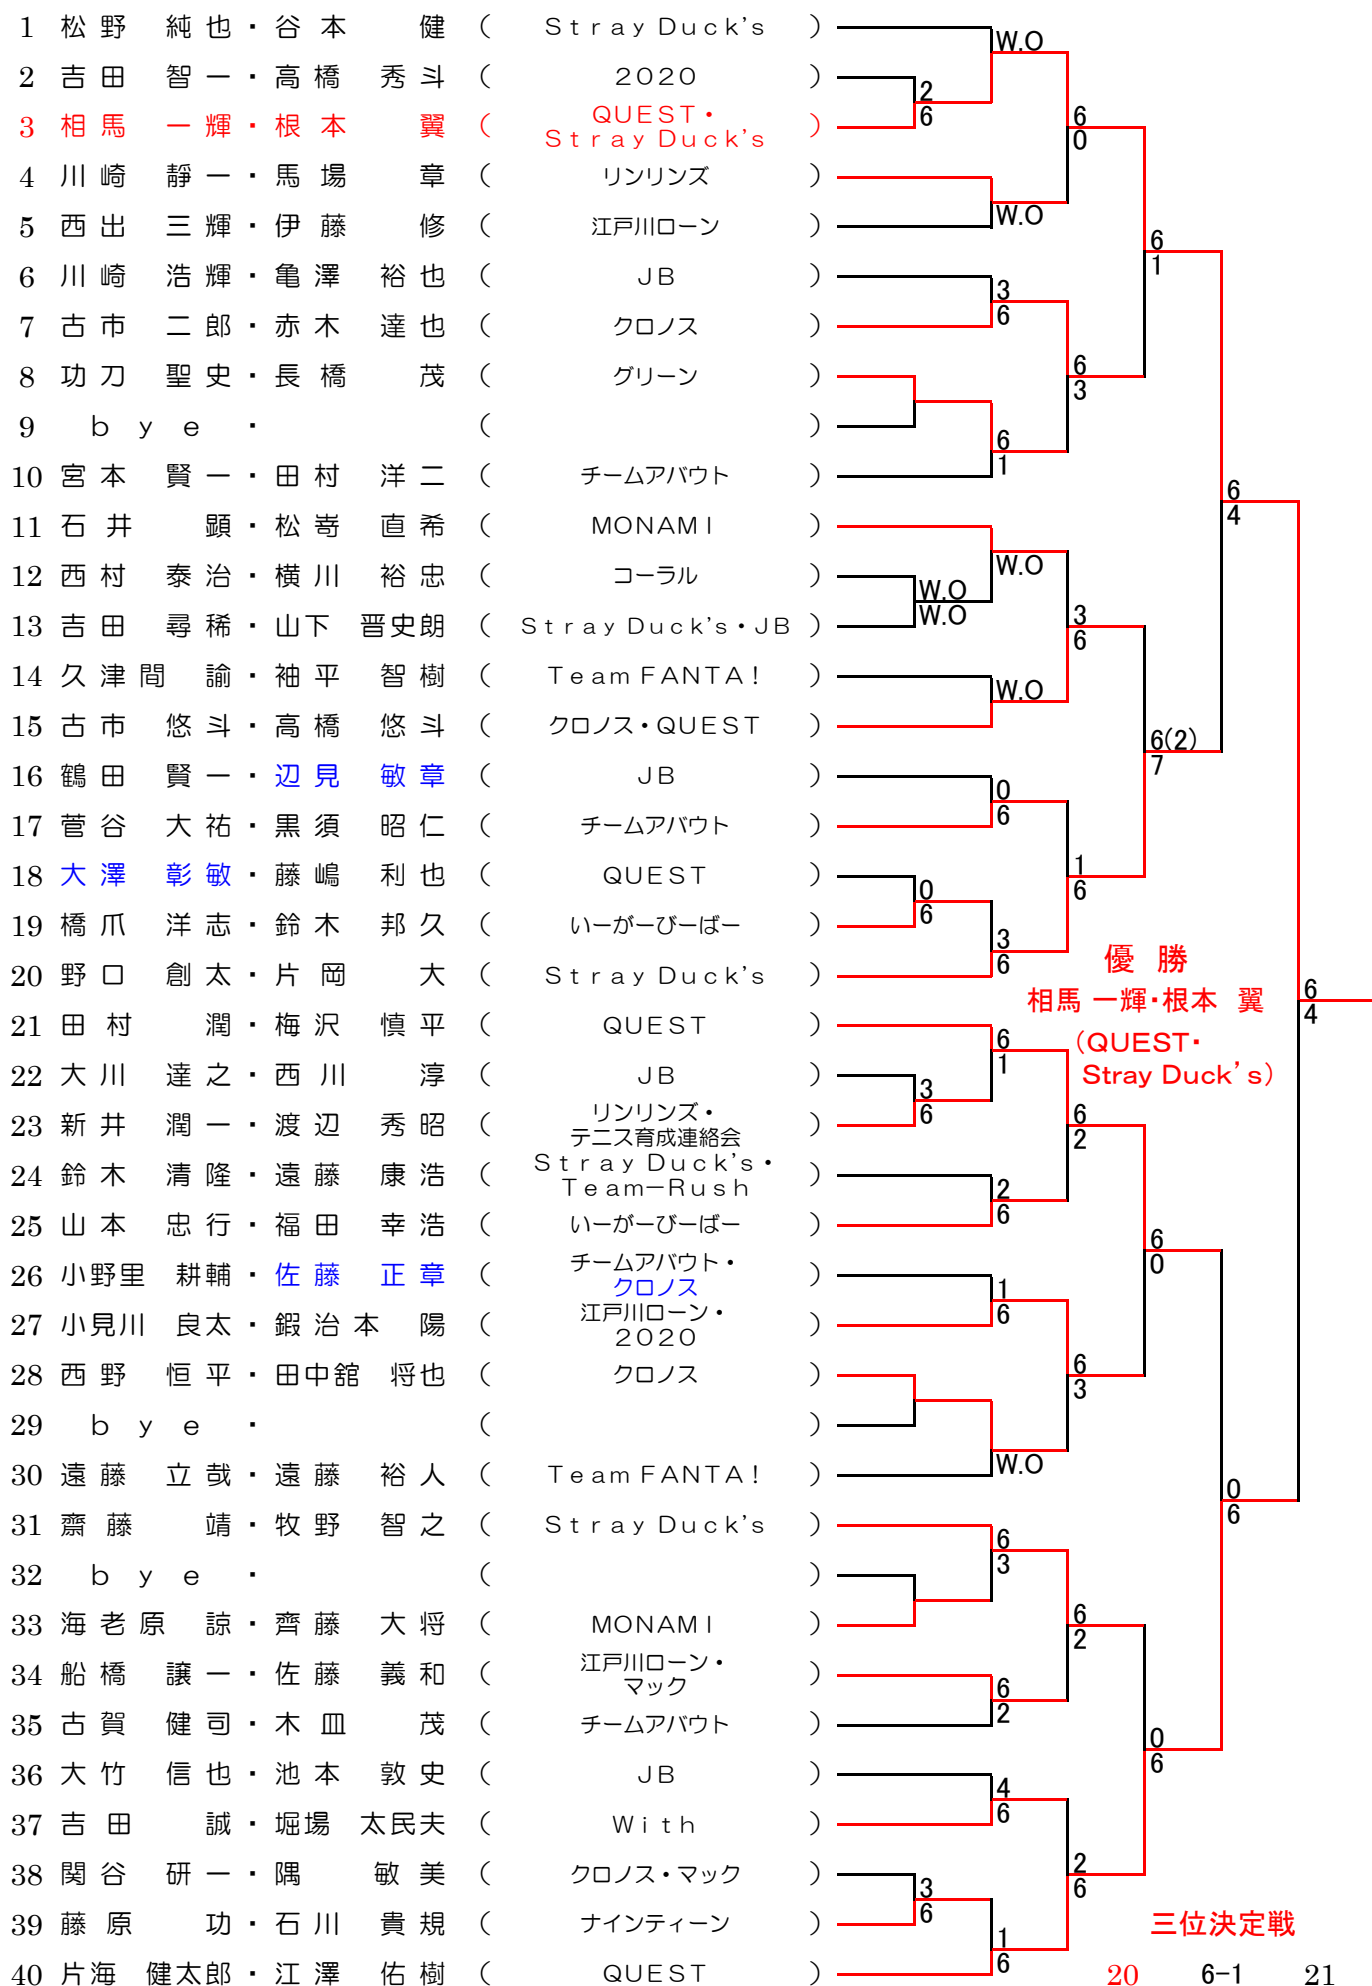 1 松野 純也・谷本 健 ( Stray Duck's )
W.O
2 吉田 智一・高橋 秀斗 ( 2020 )
2
6
3 相馬 一輝・根本 翼 ( QUEST・
Stray Duck's )
6
0
4 川崎 靜一・馬場 章 ( リンリンズ )
W.O
5 西出 三輝・伊藤 修 ( 江戸川ローン )
6
1
6 川崎 浩輝・亀澤 裕也 ( JB )
3
6
7 古市 二郎・赤木 達也 ( クロノス )
8 功刀 聖史・長橋 茂 ( グリーン )
6
3
9 bye ・ ( )
6
1
10 宮本 賢一・田村 洋二 ( チームアバウト )
6
4
11 石井 顕・松嵜 直希 ( MONAMI )
W.O
12 西村 泰治・横川 裕忠 ( コーラル )
W.O
W.O
13 吉田 尋稀・山下 晋史朗 ( Stray Duck's・JB )
3
6
14 久津間 諭・袖平 智樹 ( Team FANTA! )
W.O
15 古市 悠斗・高橋 悠斗 ( クロノス・QUEST )
6(2)
7
16 鶴田 賢一・辺見 敏章 ( JB )
0
6
17 菅谷 大祐・黒須 昭仁 ( チームアバウト )
18 大澤 彰敏・藤嶋 利也 ( QUEST )
1
6
0
6
19 橋爪 洋志・鈴木 邦久 ( いーがーびーばー )
3
6
20 野口 創太・片岡 大 ( Stray Duck's )
優 勝
相馬 一輝・根本 翼
(QUEST・
Stray Duck's)
6
4
21 田村 潤・梅沢 慎平 ( QUEST )
6
1
22 大川 達之・西川 淳 ( JB )
3
6
23 新井 潤一・渡辺 秀昭 ( リンリンズ・
テニス育成連絡会 )
6
2
24 鈴木 清隆・遠藤 康浩 ( Stray Duck's・
Team-Rush )
2
6
25 山本 忠行・福田 幸浩 ( いーがーびーばー )
6
0
26 小野里 耕輔・佐藤 正章 ( チームアバウト・
クロノス )
1
6
27 小見川 良太・鍜治本 陽 ( 江戸川ローン・
2020 )
28 西野 恒平・田中舘 将也 ( クロノス )
6
3
29 bye ・ ( )
30 遠藤 立哉・遠藤 裕人 ( Team FANTA! )
W.O
0
6
31 齋藤 靖・牧野 智之 ( Stray Duck's )
6
3
32 bye ・ ( )
33 海老原 諒・齊藤 大将 ( MONAMI )
6
2
34 船橋 譲一・佐藤 義和 ( 江戸川ローン・
マック )
6
2
35 古賀 健司・木皿 茂 ( チームアバウト )
0
6
36 大竹 信也・池本 敦史 ( JB )
4
6
37 吉田 誠・堀場 太民夫 ( With )
38 関谷 研一・隅 敏美 ( クロノス・マック )
2
6
3
6
39 藤原 功・石川 貴規 ( ナインティーン )
1
6
三位決定戦
40 片海 健太郎・江澤 佑樹 ( QUEST )
20 6-1 21